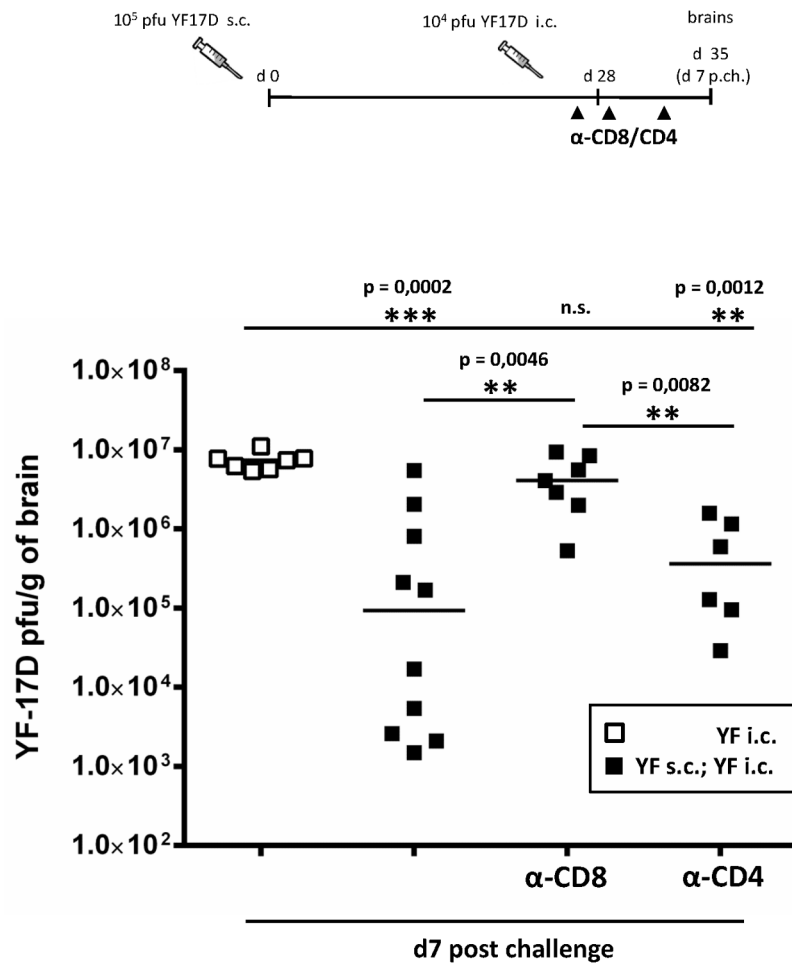 10⁵ pfu YF17D s.c.
10⁴ pfu YF17D i.c.
brains
d 0
d 28
d 35
(d 7 p.ch.)
α-CD8/CD4
p = 0,0002
***
n.s.
p = 0,0012
**
p = 0,0046
**
p = 0,0082
**
YF-17D pfu/g of brain
1.0×10⁸
1.0×10⁷
1.0×10⁶
1.0×10⁵
1.0×10⁴
1.0×10³
1.0×10²
YF i.c.
YF s.c.; YF i.c.
α-CD8
α-CD4
d7 post challenge